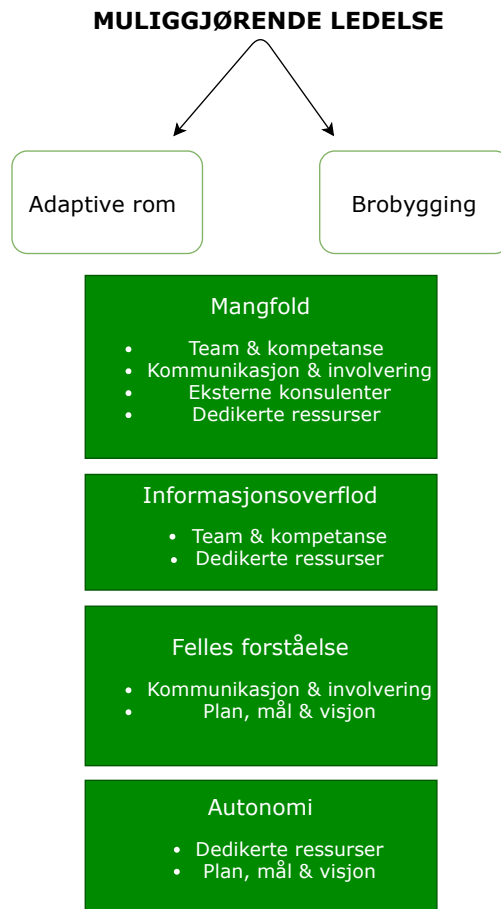 MULIGGJØRENDE LEDELSE
Adaptive rom
Brobygging
Mangfold
• Team & kompetanse
• Kommunikasjon & involvering
• Eksterne konsulenter
• Dedikerte ressurser
Informasjonsoverflod
• Team & kompetanse
• Dedikerte ressurser
Felles forståelse
• Kommunikasjon & involvering
• Plan, mål & visjon
Autonomi
• Dedikerte ressurser
• Plan, mål & visjon